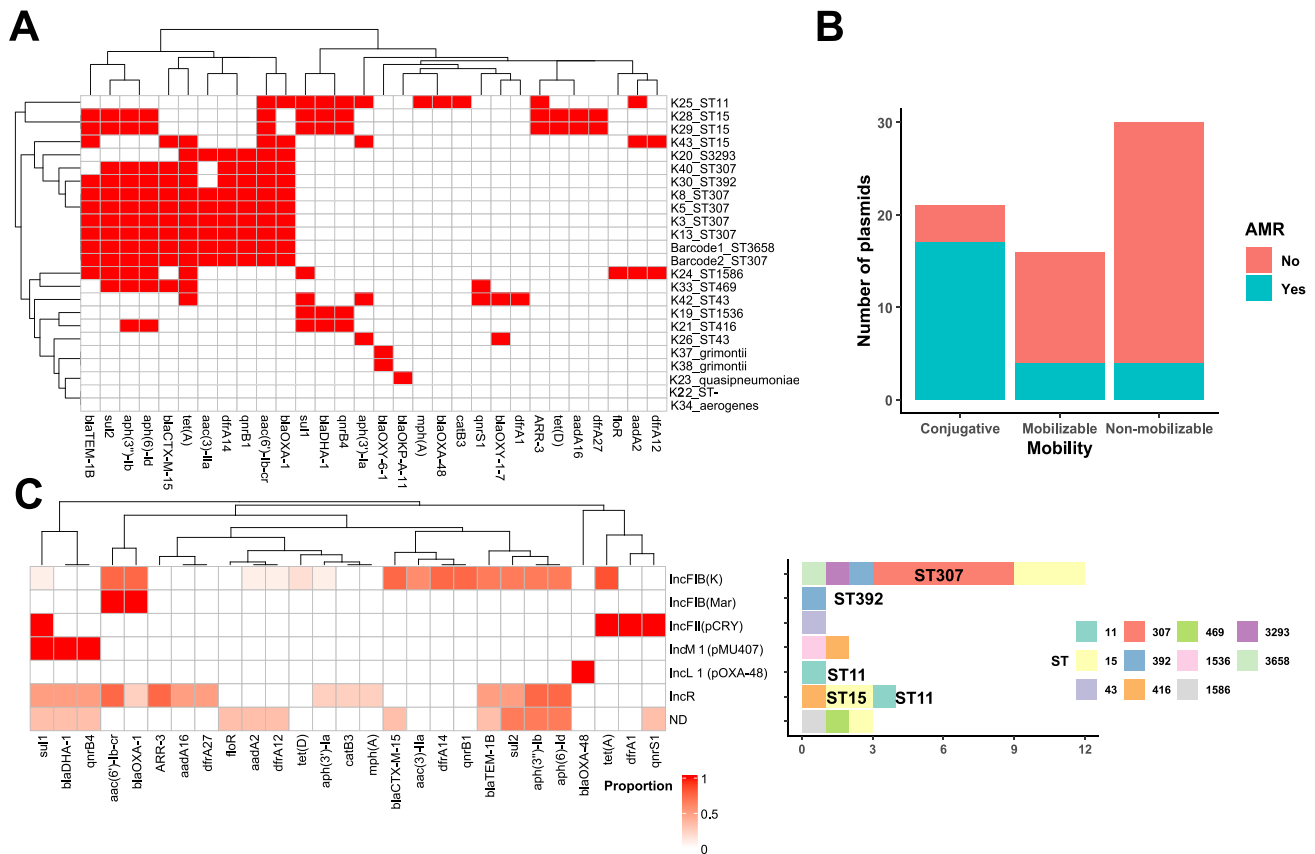 A
K25_ST11
K28_ST15
K29_ST15
K43_ST15
K20_S3293
K40_ST307
K30_ST392
K8_ST307
K5_ST307
K3_ST307
K13_ST307
Barcode1_ST3658
Barcode2_ST307
K24_ST1586
K33_ST469
K42_ST43
K19_ST1536
K21_ST416
K26_ST43
K37_grimontii
K38_grimontii
K23_quasipneumoniae
K22_ST-
K34_aerogenes
blaTEM-1B
sul2
aph(3'')-Ib
aph(6)-Id
blaCTX-M-15
tet(A)
aac(3)-IIa
dfrA14
qnrB1
aac(6')-Ib-cr
blaOXA-1
sul1
blaDHA-1
qnrB4
aph(3')-Ia
blaOXY-6-1
blaOKP-A-11
mph(A)
blaOXA-48
catB3
qnrS1
blaOXY-1-7
dfrA1
ARR-3
tet(D)
aadA16
dfrA27
floR
aadA2
dfrA12
B
Number of plasmids
30
20
10
0
Conjugative
Mobilizable
Non-mobilizable
Mobility
AMR
No
Yes
C
IncFIB(K)
IncFIB(Mar)
IncFII(pCRY)
IncM 1 (pMU407)
IncL 1 (pOXA-48)
IncR
ND
sul1
blaDHA-1
qnrB4
aac(6')-Ib-cr
blaOXA-1
ARR-3
aadA16
dfrA27
floR
aadA2
dfrA12
tet(D)
aph(3')-Ia
catB3
mph(A)
blaCTX-M-15
aac(3)-IIa
dfrA14
qnrB1
blaTEM-1B
sul2
aph(3'')-Ib
aph(6)-Id
blaOXA-48
tet(A)
dfrA1
qnrS1
Proportion
1
0.5
0
ST307
ST392
ST11
ST15 ST11
0 3 6 9 12
ST
11 307 469 3293
15 392 1536 3658
43 416 1586